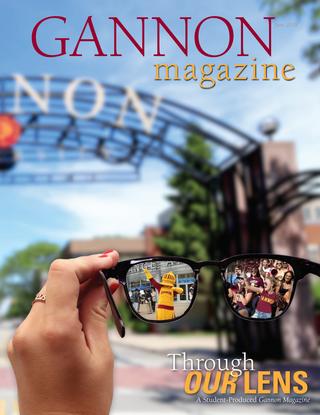 GANNON
magazine
NON
Through
OUR LENS
A Student-Produced Gannon Magazine